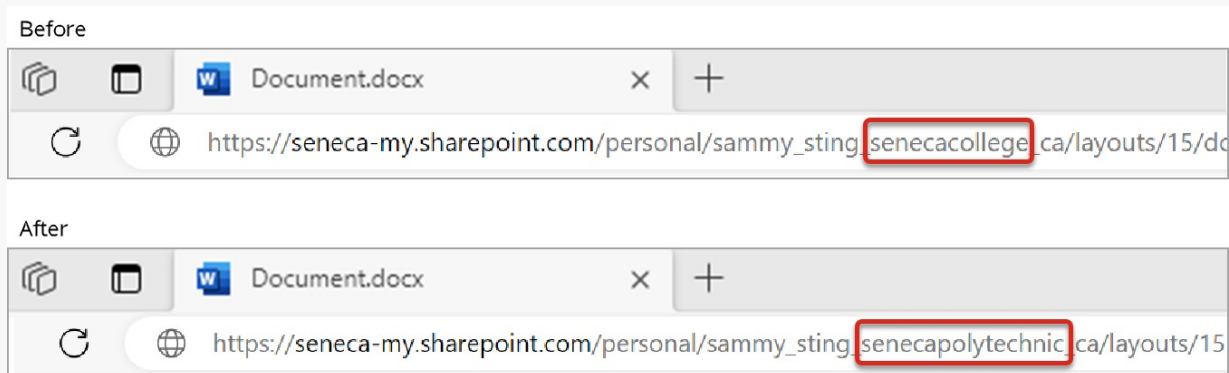 Before
W Document.docx
https://seneca-my.sharepoint.com/personal/sammy_sting_senecacollege_ca/layouts/15/do
After
W Document.docx
https://seneca-my.sharepoint.com/personal/sammy_sting_senecapolytechnic_ca/layouts/15